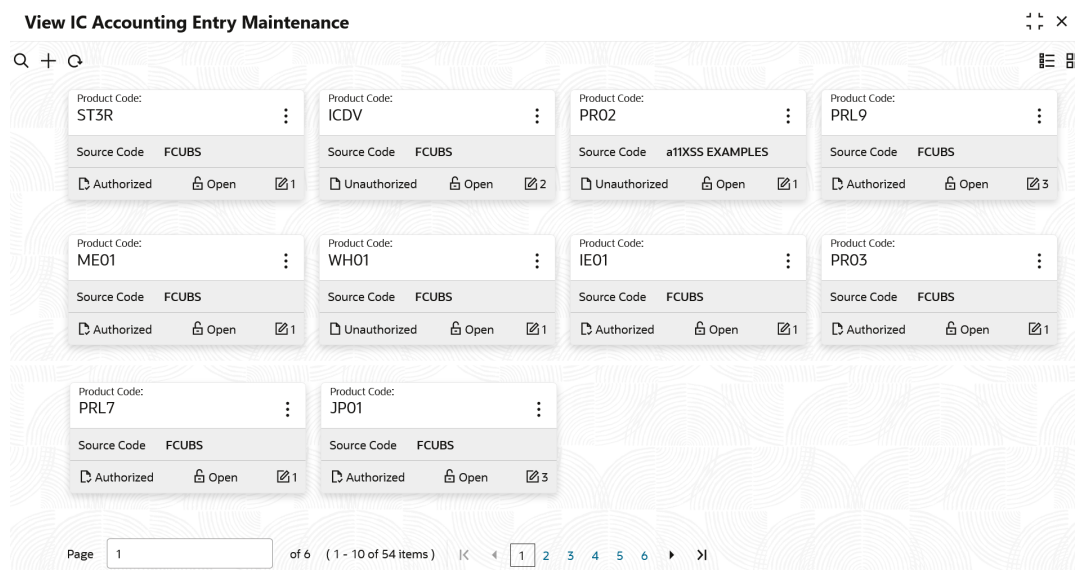 View IC Accounting Entry Maintenance
Product Code:
ST3R
Source Code FCUBS
Authorized Open 1
Product Code:
ICDV
Source Code FCUBS
Unauthorized Open 2
Product Code:
PR02
Source Code a11XSS EXAMPLES
Unauthorized Open 1
Product Code:
PRL9
Source Code FCUBS
Authorized Open 3
Product Code:
ME01
Source Code FCUBS
Authorized Open 1
Product Code:
WH01
Source Code FCUBS
Unauthorized Open 1
Product Code:
IE01
Source Code FCUBS
Authorized Open 1
Product Code:
PR03
Source Code FCUBS
Authorized Open 1
Product Code:
PRL7
Source Code FCUBS
Authorized Open 1
Product Code:
JP01
Source Code FCUBS
Authorized Open 3
Page 1 of 6 ( 1 - 10 of 54 items ) 1 2 3 4 5 6